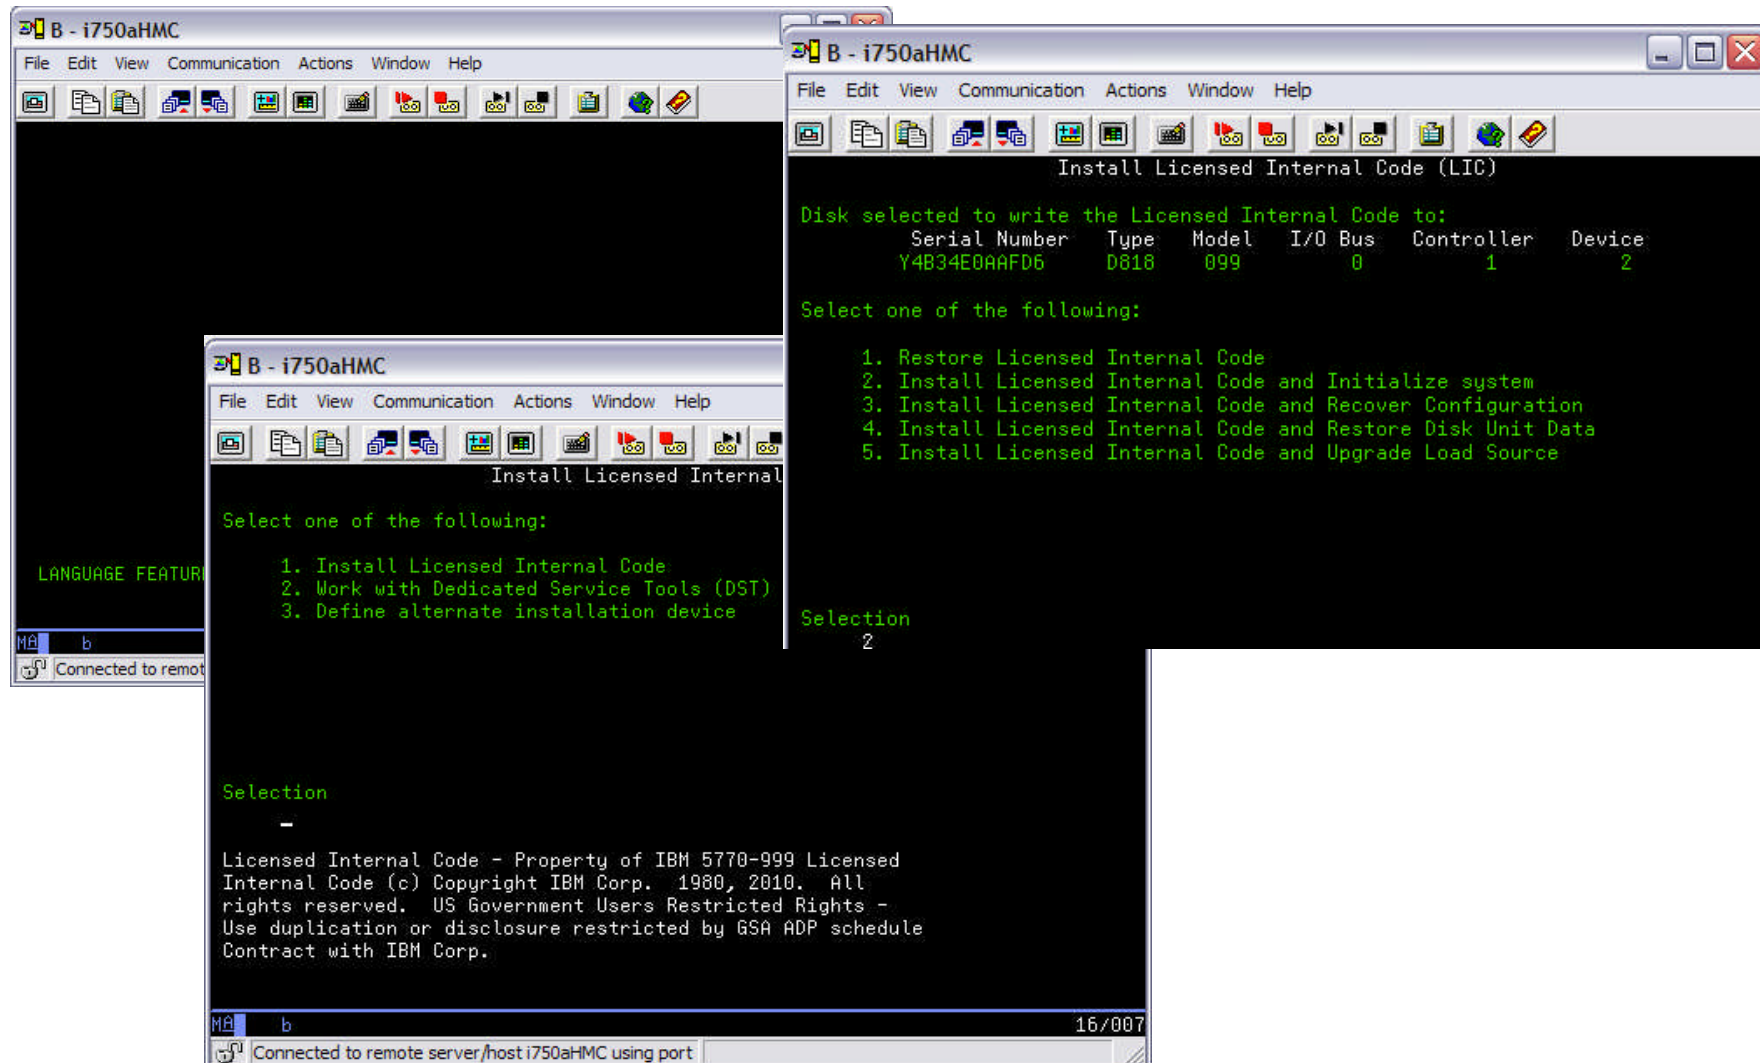 B - i750aHMC
File Edit View Communication Actions Window Help
LANGUAGE FEATUR
MA b
Connected to remot
B - i750aHMC
File Edit View Communication Actions Window Help
Install Licensed Internal
Select one of the following:
1. Install Licensed Internal Code
2. Work with Dedicated Service Tools (DST)
3. Define alternate installation device
Selection
Licensed Internal Code - Property of IBM 5770-999 Licensed
Internal Code (c) Copyright IBM Corp. 1980, 2010. All
rights reserved. US Government Users Restricted Rights -
Use duplication or disclosure restricted by GSA ADP schedule
Contract with IBM Corp.
MA b 16/007
Connected to remote server/host i750aHMC using port
B - i750aHMC
File Edit View Communication Actions Window Help
Install Licensed Internal Code (LIC)
Disk selected to write the Licensed Internal Code to:
Serial Number Type Model I/O Bus Controller Device
Y4B34E0AAFD6 D818 099 0 1 2
Select one of the following:
1. Restore Licensed Internal Code
2. Install Licensed Internal Code and Initialize system
3. Install Licensed Internal Code and Recover Configuration
4. Install Licensed Internal Code and Restore Disk Unit Data
5. Install Licensed Internal Code and Upgrade Load Source
Selection
2